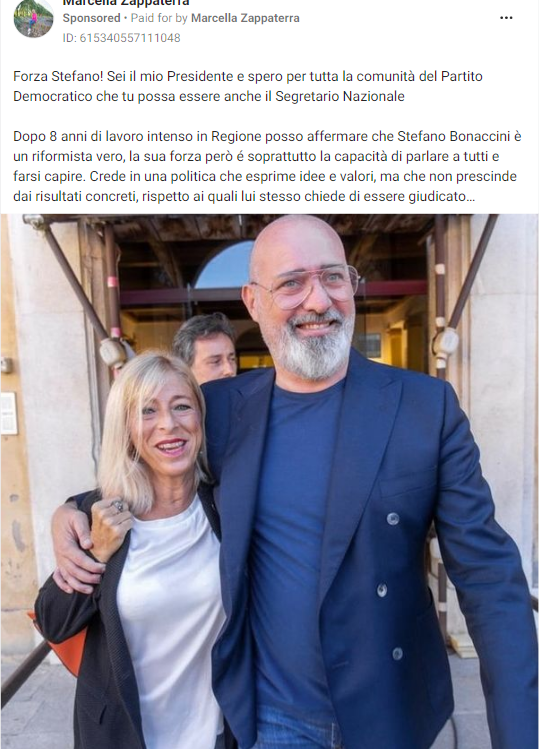 Marcella Zappaterra
Sponsored • Paid for by Marcella Zappaterra
ID: 615340557111048
Forza Stefano! Sei il mio Presidente e spero per tutta la comunità del Partito
Democratico che tu possa essere anche il Segretario Nazionale
Dopo 8 anni di lavoro intenso in Regione posso affermare che Stefano Bonaccini è
un riformista vero, la sua forza però é soprattutto la capacità di parlare a tutti e
farsi capire. Crede in una politica che esprime idee e valori, ma che non prescinde
dai risultati concreti, rispetto ai quali lui stesso chiede di essere giudicato...